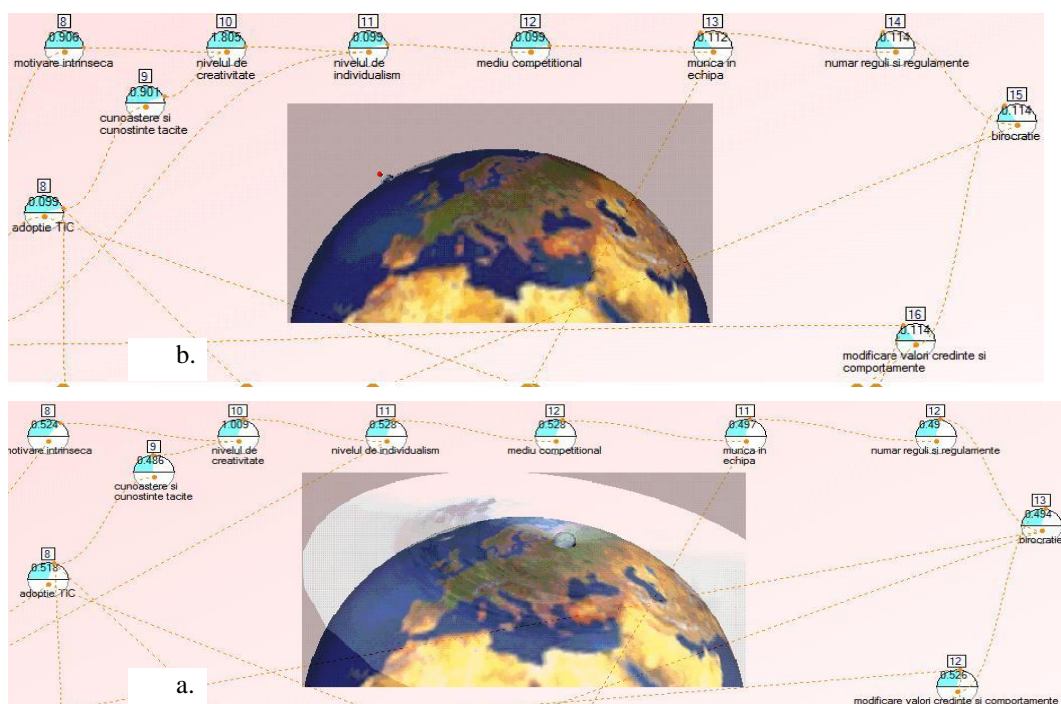 8
0.906
motivare intrinseca
10
1.805
nivelul de
creativitate
11
0.099
nivelul de
individualism
12
0.099
mediu competitional
13
0.112
munca in
echipa
14
0.114
numar reguli si regulamente
9
0.901
cunoastere si
cunostinte tacite
15
0.114
birocratie
8
0.099
adoptie TIC
16
0.114
modificare valori credinte si
comportamente
b.
8
0.524
motivare intrinseca
10
1.009
nivelul de
creativitate
11
0.528
nivelul de individualism
12
0.528
mediu competitional
11
0.497
munca in
echipa
12
0.49
numar reguli si regulamente
9
0.486
cunoastere si
cunostinte tacite
13
0.494
birocratie
8
0.518
adoptie TIC
12
0.526
modificare valori credinte si comportamente
a.